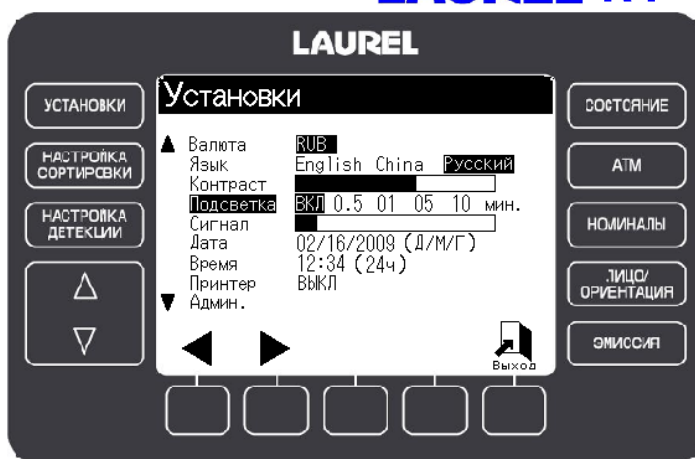 LAUREL
УСТАНОВКИ
НАСТРОЙКА
СОРТИРОВКИ
НАСТРОЙКА
ДЕТЕКЦИИ
Установки
Валюта RUB
Язык English China Русский
Контраст
Подсветка ВКЛ 0.5 01 05 10 мин.
Сигнал
Дата 02/16/2009 (Д/М/Г)
Время 12:34 (24ч)
Принтер ВЫКЛ
Админ.
Выход
СОСТОЯНИЕ
ATM
НОМИНАЛЫ
ЛИЦО/
ОРИЕНТАЦИЯ
ЭМИССИЯ